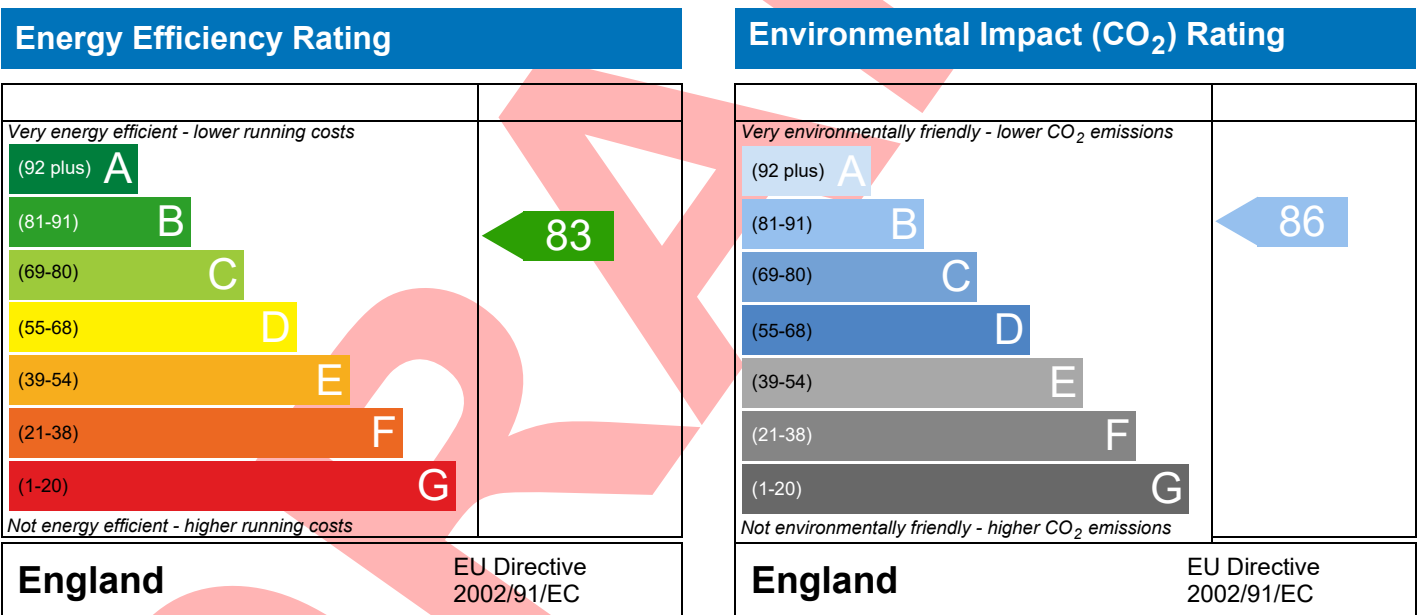 Energy Efficiency Rating
Very energy efficient - lower running costs
(92 plus) A
(81-91) B
83
(69-80) C
(55-68) D
(39-54) E
(21-38) F
(1-20) G
Not energy efficient - higher running costs
England
EU Directive
2002/91/EC
Environmental Impact (CO₂) Rating
Very environmentally friendly - lower CO₂ emissions
(92 plus) A
(81-91) B
86
(69-80) C
(55-68) D
(39-54) E
(21-38) F
(1-20) G
Not environmentally friendly - higher CO₂ emissions
England
EU Directive
2002/91/EC